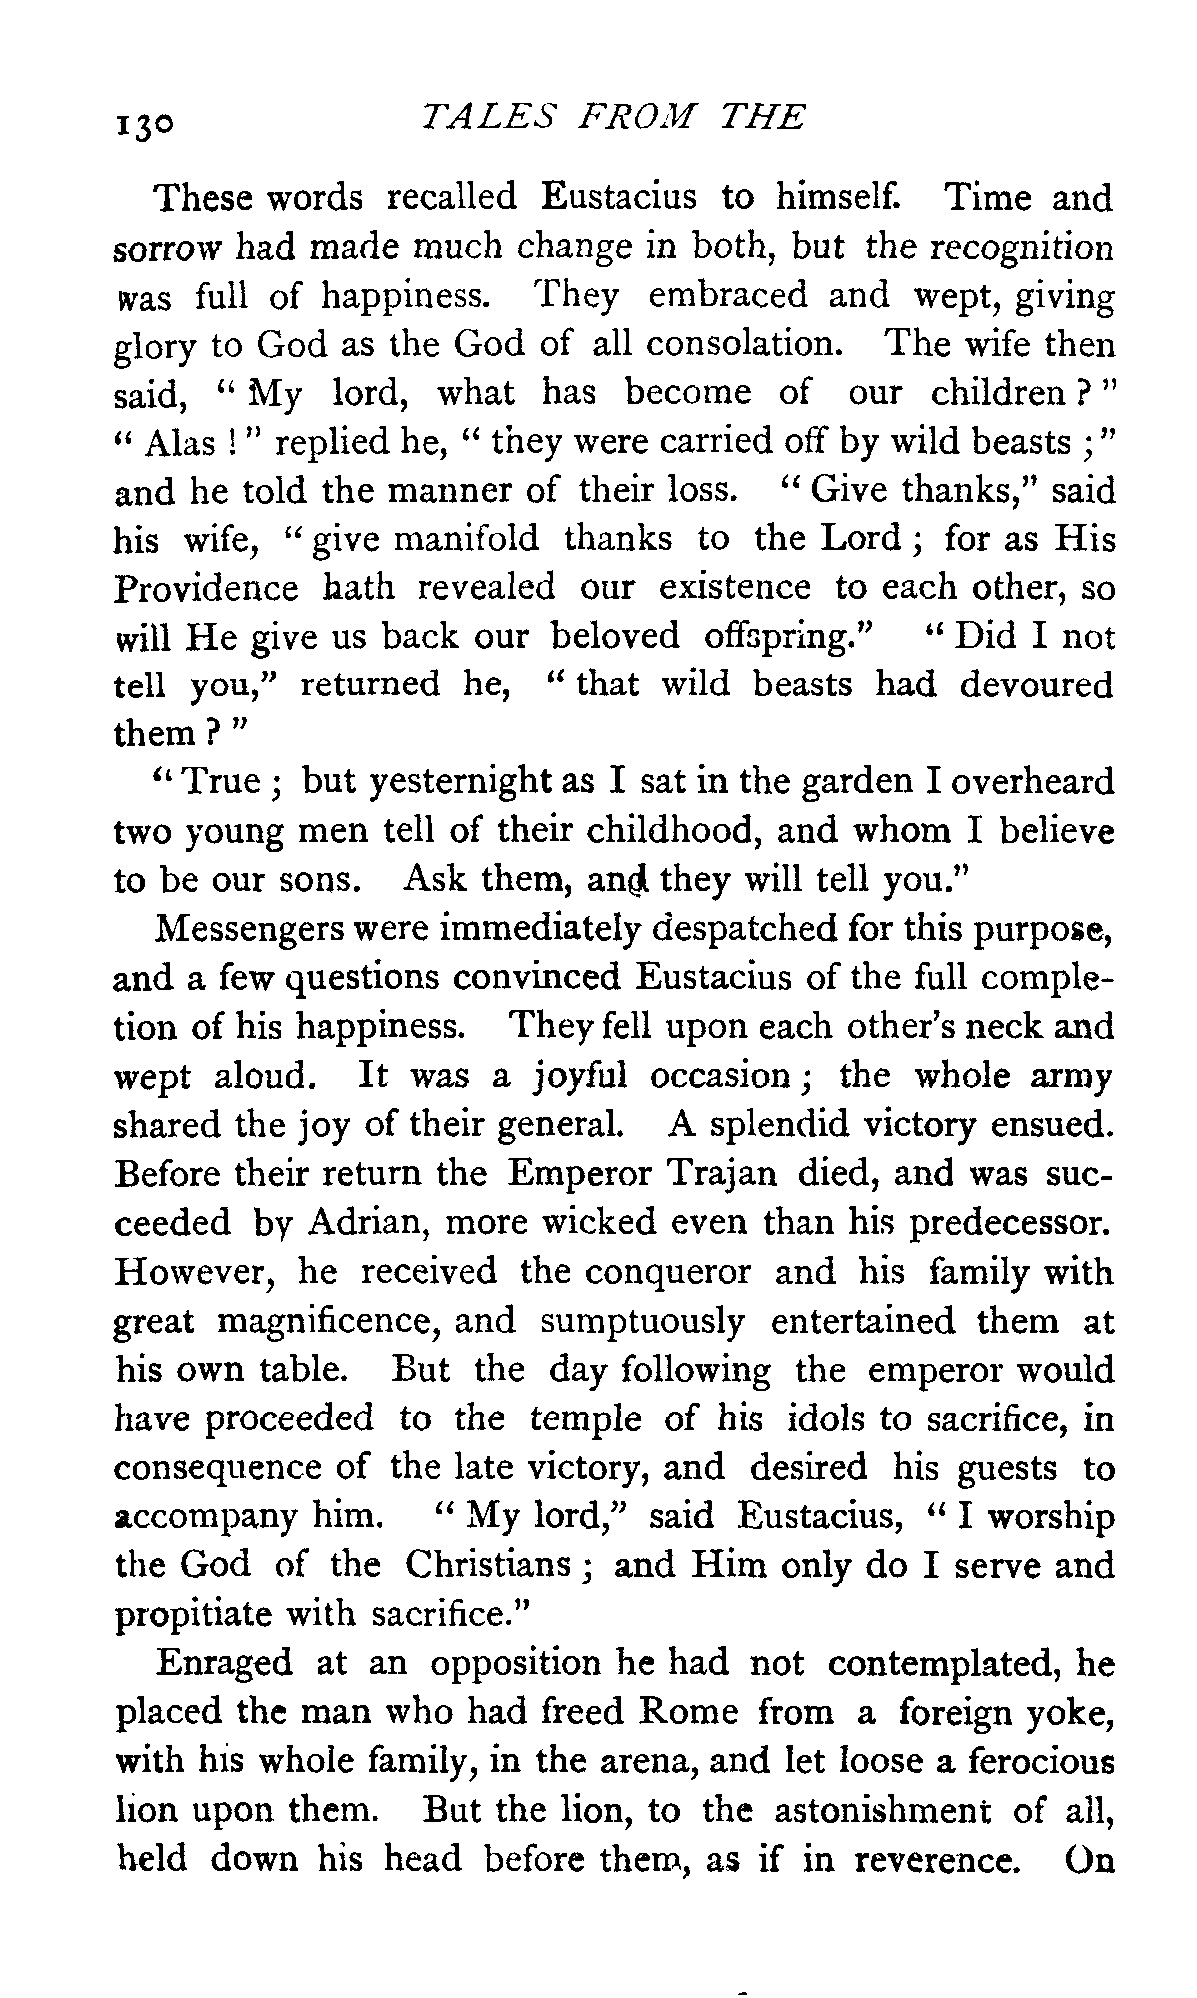 130 TALES FROM THE
These words recalled Eustacius to himself. Time and
sorrow had made much change in both, but the recognition
was full of happiness. They embraced and wept, giving
glory to God as the God of all consolation. The wife then
said, " My lord, what has become of our children ? "
" Alas ! " replied he, " they were carried off by wild beasts ; "
and he told the manner of their loss. " Give thanks," said
his wife, " give manifold thanks to the Lord ; for as His
Providence hath revealed our existence to each other, so
will He give us back our beloved offspring." " Did I not
tell you," returned he, " that wild beasts had devoured
them ? "
" True ; but yesternight as I sat in the garden I overheard
two young men tell of their childhood, and whom I believe
to be our sons. Ask them, and they will tell you."
Messengers were immediately despatched for this purpose,
and a few questions convinced Eustacius of the full comple-
tion of his happiness. They fell upon each other's neck and
wept aloud. It was a joyful occasion ; the whole army
shared the joy of their general. A splendid victory ensued.
Before their return the Emperor Trajan died, and was suc-
ceeded by Adrian, more wicked even than his predecessor.
However, he received the conqueror and his family with
great magnificence, and sumptuously entertained them at
his own table. But the day following the emperor would
have proceeded to the temple of his idols to sacrifice, in
consequence of the late victory, and desired his guests to
accompany him. " My lord," said Eustacius, " I worship
the God of the Christians ; and Him only do I serve and
propitiate with sacrifice."
Enraged at an opposition he had not contemplated, he
placed the man who had freed Rome from a foreign yoke,
with his whole family, in the arena, and let loose a ferocious
lion upon them. But the lion, to the astonishment of all,
held down his head before them, as if in reverence. On